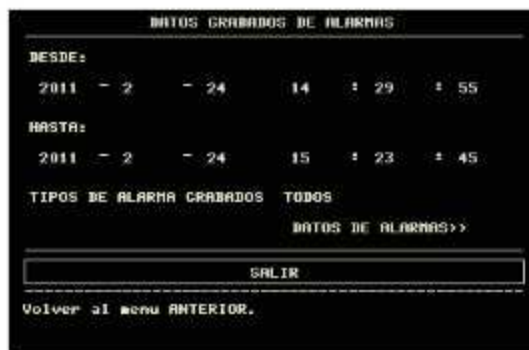 DATOS GRABADOS DE ALARMAS
DESDE:
2011 - 2 - 24 14 : 29 : 55
HASTA:
2011 - 2 - 24 15 : 23 : 45
TIPOS DE ALARMA GRABADOS TODOS
DATOS DE ALARMAS>>
SALIR
Volver al menu ANTERIOR.